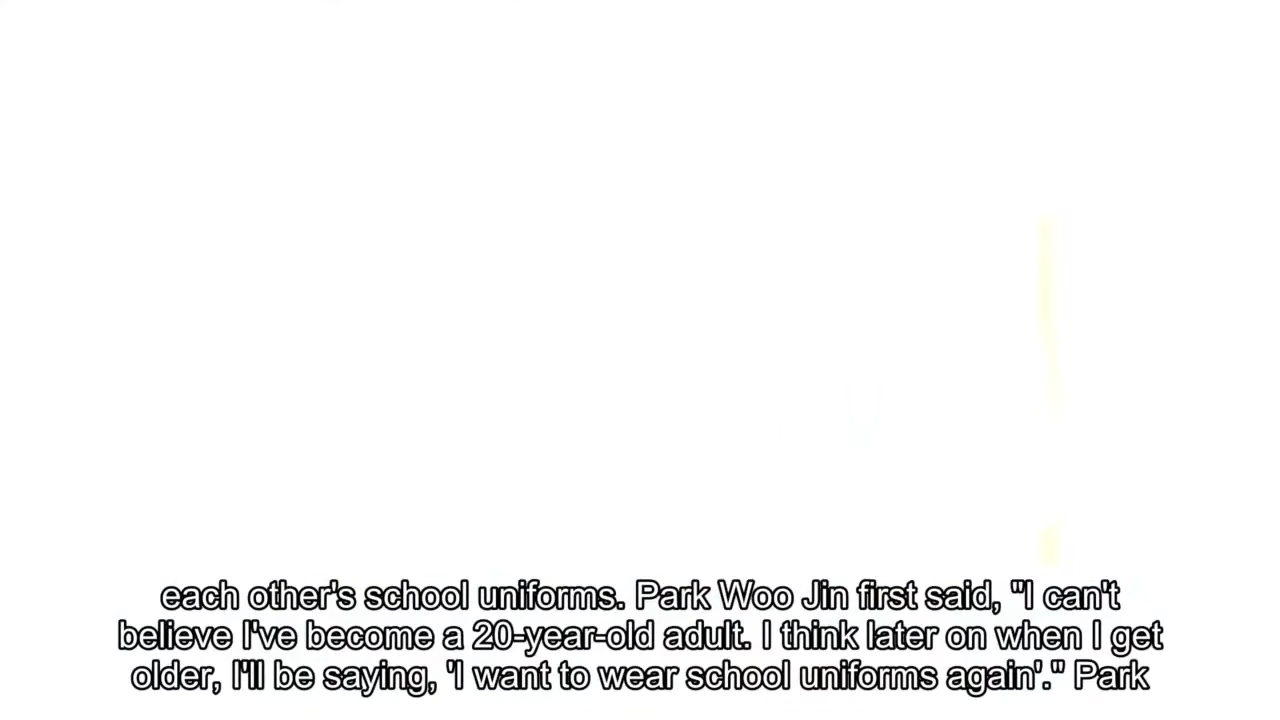 each other's school uniforms. Park Woo Jin first said, "I can't
believe I've become a 20-year-old adult. I think later on when I get
older, I'll be saying, 'I want to wear school uniforms again'." Park